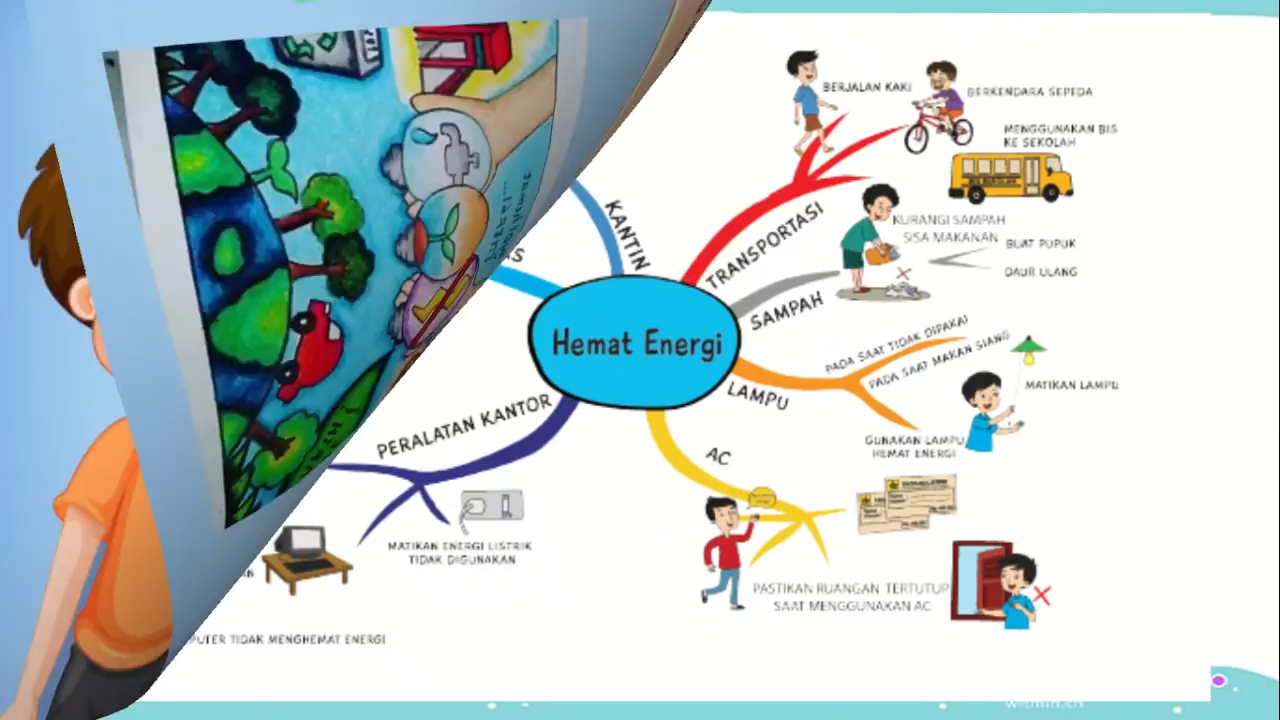 BERJALAN KAKI
BERKENDARA SEPEDA
MENGGUNAKAN BIS
KE SEKOLAH
TRANSPORTASI
KANTIN
KURANGI SAMPAH
SISA MAKANAN
BUAT PUPUK
DAUR ULANG
SAMPAH
Hemat Energi
PADA SAAT TIDAK DIPAKAI
PADA SAAT MAKAN SIANG
MATIKAN LAMPU
LAMPU
GUNAKAN LAMPU
HEMAT ENERGI
PERALATAN KANTOR
AC
MATIKAN ENERGI LISTRIK
TIDAK DIGUNAKAN
PASTIKAN RUANGAN TERTUTUP
SAAT MENGGUNAKAN AC
TIDAK MENGHEMAT ENERGI